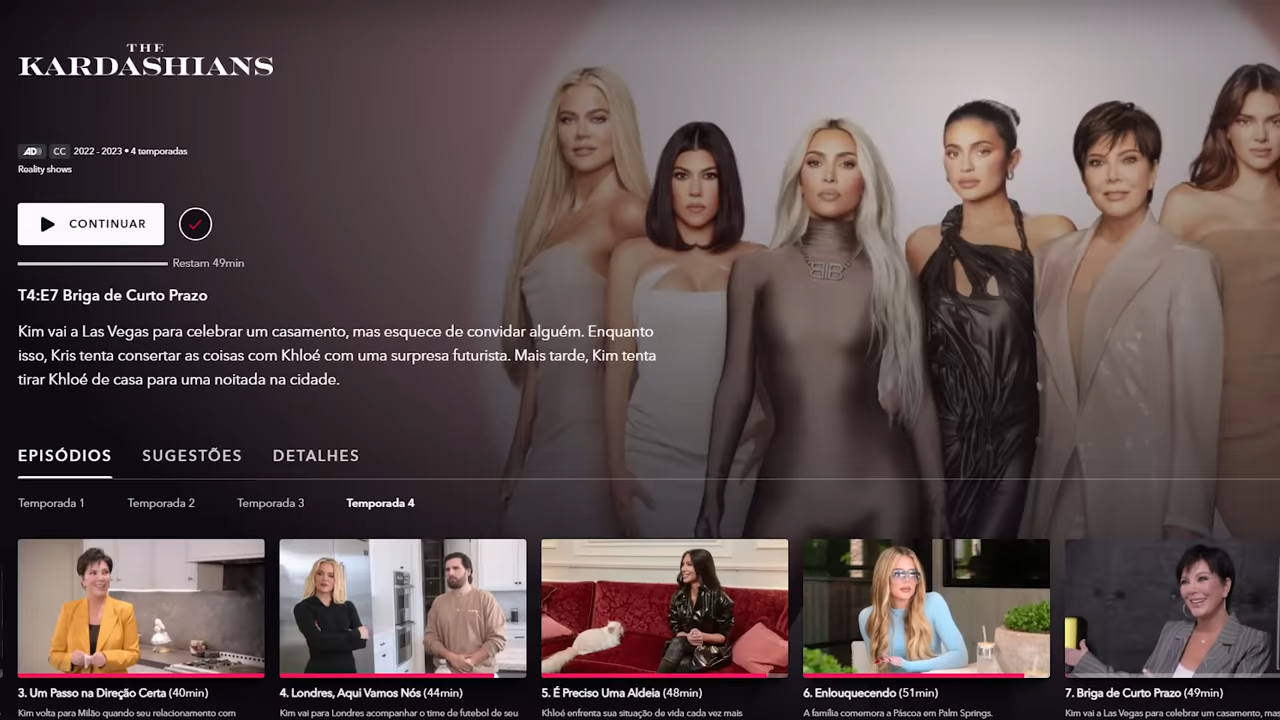 THE
KARDASHIANS
AD CC 2022 - 2023 • 4 temporadas
Reality shows
CONTINUAR
Restam 49min
T4:E7 Briga de Curto Prazo
Kim vai a Las Vegas para celebrar um casamento, mas esquece de convidar alguém. Enquanto
isso, Kris tenta consertar as coisas com Khloé com uma surpresa futurista. Mais tarde, Kim tenta
tirar Khloé de casa para uma noitada na cidade.
EPISÓDIOS SUGESTÕES DETALHES
Temporada 1 Temporada 2 Temporada 3 Temporada 4
3. Um Passo na Direção Certa (40min)
Kim volta para Milão quando seu relacionamento com
4. Londres, Aqui Vamos Nós (44min)
Kim vai para Londres acompanhar o time de futebol de seu
5. É Preciso Uma Aldeia (48min)
Khloé enfrenta sua situação de vida cada vez mais
6. Enlouquecendo (51min)
A família comemora a Páscoa em Palm Springs.
7. Briga de Curto Prazo (49min)
Kim vai a Las Vegas para celebrar um casamento, mas